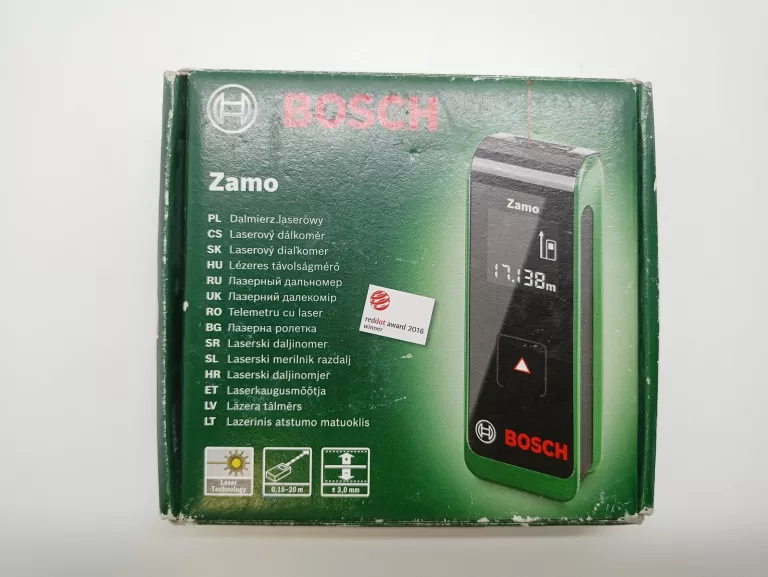 BOSCH
Zamo
PL Dalmierz laserowy
CS Laserový dálkoměr
SK Laserový diaľkomer
HU Lézeres távolságmérő
RU Лазерный дальномер
UK Лазерний далекомір
RO Telemetru cu laser
BG Лазерна ролетка
SR Laserski daljinomer
SL Laserski merilnik razdalj
HR Laserski daljinomjer
ET Laserkaugusmõõtja
LV Lāzera tālmērs
LT Lazerinis atstumo matuoklis
reddot award 2016
winner
Laser
Technology
0,15–20 m
± 3,0 mm
Zamo
17.138m
BOSCH